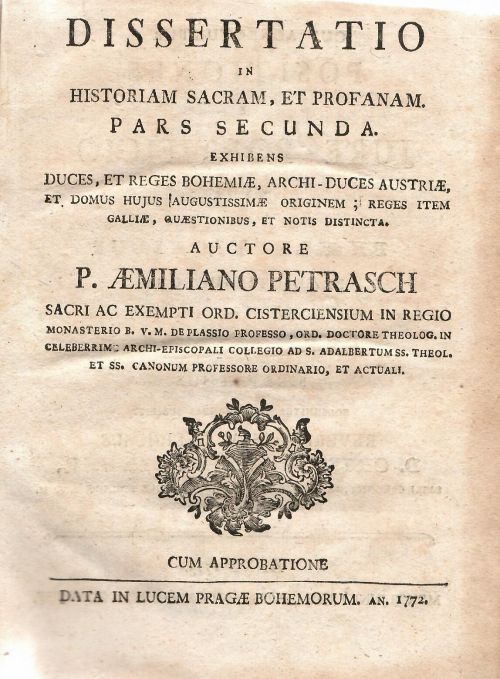 DISSERTATIO
IN
HISTORIAM SACRAM, ET PROFANAM.
PARS SECUNDA.
EXHIBENS
DUCES, ET REGES BOHEMIÆ, ARCHI-DUCES AUSTRIÆ,
ET DOMUS HUJUS AUGUSTISSIMÆ ORIGINEM; REGES ITEM
GALLIÆ, QUÆSTIONIBUS, ET NOTIS DISTINCTA.
AUCTORE
P. ÆMILIANO PETRASCH
SACRI AC EXEMPTI ORD. CISTERCIENSIUM IN REGIO
MONASTERIO B. V. M. DE PLASSIO PROFESSO, ORD. DOCTORE THEOLOG. IN
CELEBERRIM: ARCHI-EPISCOPALI COLLEGIO AD S. ADALBERTUM SS. THEOL.
ET SS. CANONUM PROFESSORE ORDINARIO, ET ACTUALI.
CUM APPROBATIONE
DATA IN LUCEM PRAGÆ BOHEMORUM. AN. 1772.